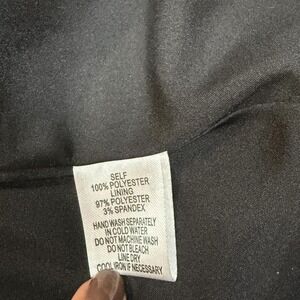 SELF
100% POLYESTER
LINING
97% POLYESTER
3% SPANDEX
HAND WASH SEPARATELY
IN COLD WATER
DO NOT MACHINE WASH
DO NOT BLEACH
LINE DRY
COOL IRON IF NECESSARY